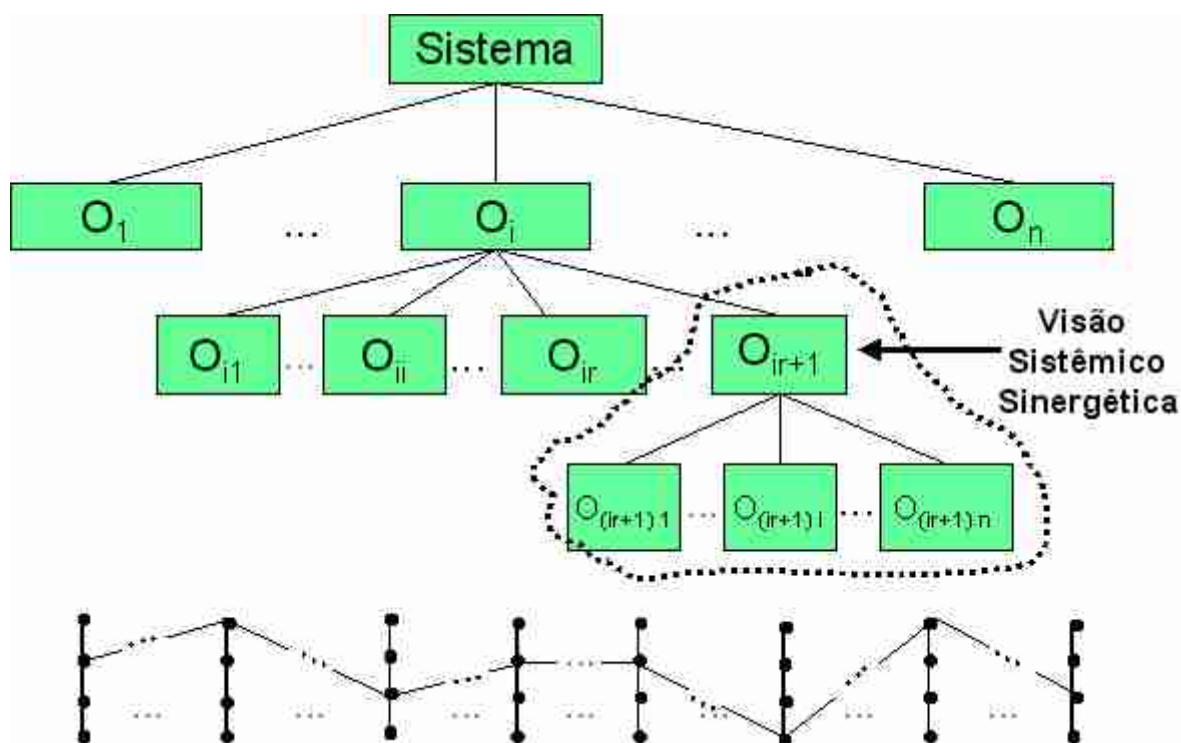 Sistema
O1 ... Oi ... On
Oi1 ... Oii ... Oir ... Oir+1
Visão
Sistêmico
Sinergética
O(ir+1)1 ... O(ir+1)i ... O(ir+1)n